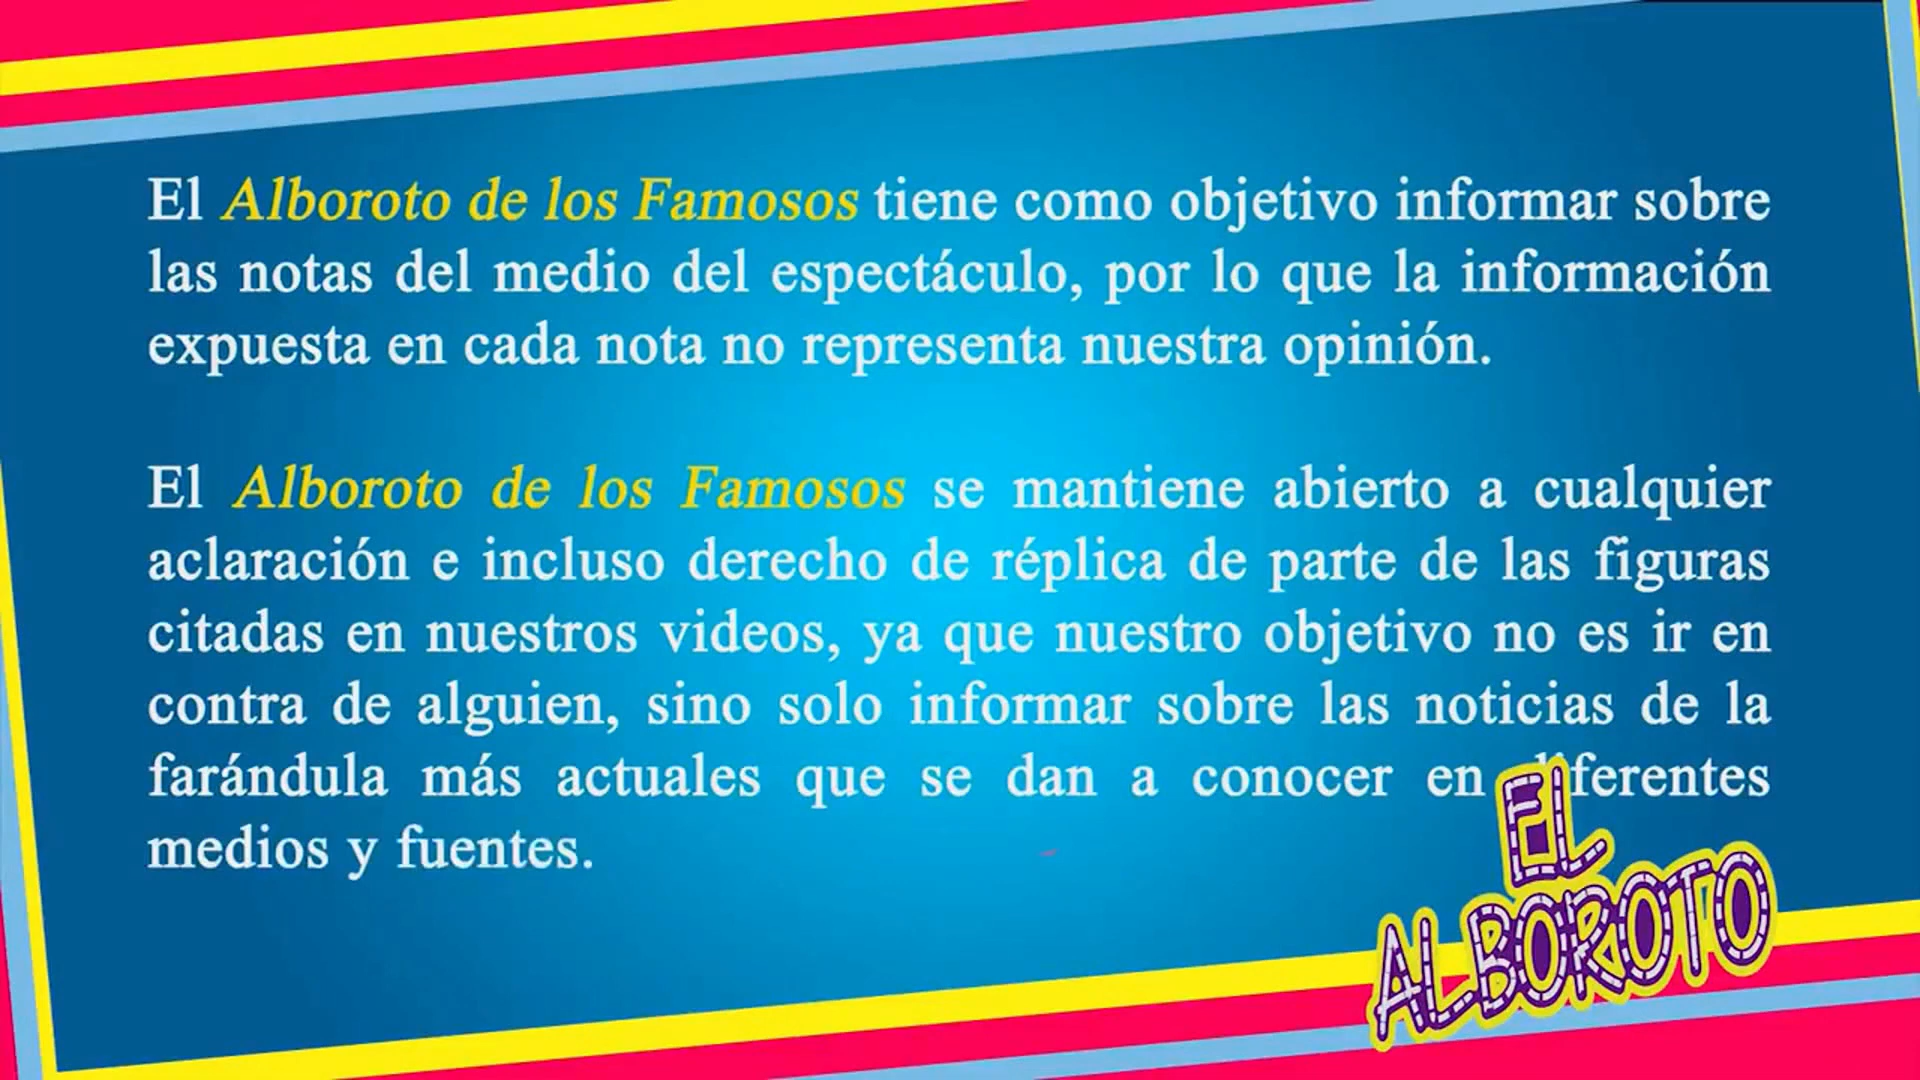 El Alboroto de los Famosos tiene como objetivo informar sobre
las notas del medio del espectáculo, por lo que la información
expuesta en cada nota no representa nuestra opinión.
El Alboroto de los Famosos se mantiene abierto a cualquier
aclaración e incluso derecho de réplica de parte de las figuras
citadas en nuestros videos, ya que nuestro objetivo no es ir en
contra de alguien, sino solo informar sobre las noticias de la
farándula más actuales que se dan a conocer en diferentes
medios y fuentes.
EL
ALBOROTO